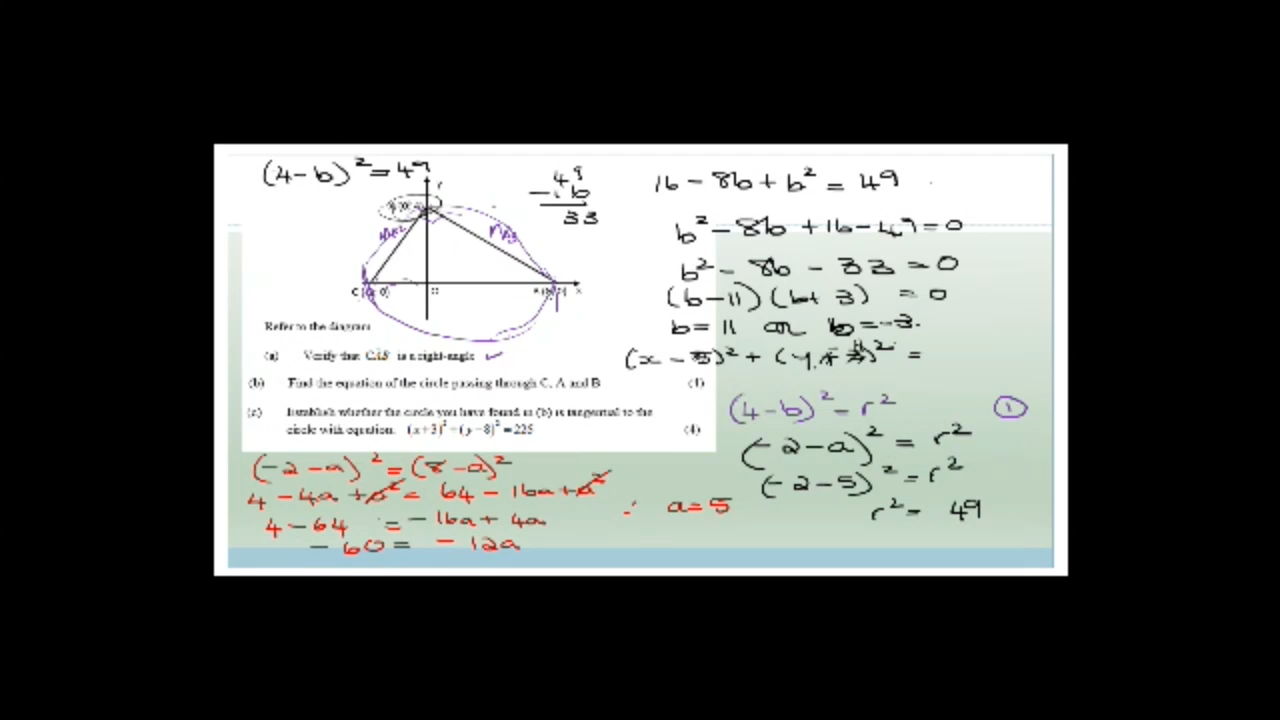 (4-b)² = 49
49
33
16 - 8b + b² = 49
b² - 8b + 16 - 49 = 0
b² - 8b - 33 = 0
(b-11)(b+3) = 0
b = 11 or b = -3.
Refer to the diagram
(a) Verify that CÂB is a right-angle
(b) Find the equation of the circle passing through C, A and B (4)
(c) Establish whether the circle you have found in (b) is tangential to the
circle with equation: (x+3)² + (y-8)² = 225 (4)
(4-b)² = r² ①
(-2-a)² = r²
(-2-5)² = r²
r² = 49
(-2-a)² = (8-a)²
4 - 4a + a² = 64 - 16a + a²
4 - 64 = -16a + 4a
-60 = -12a
∴ a = 5